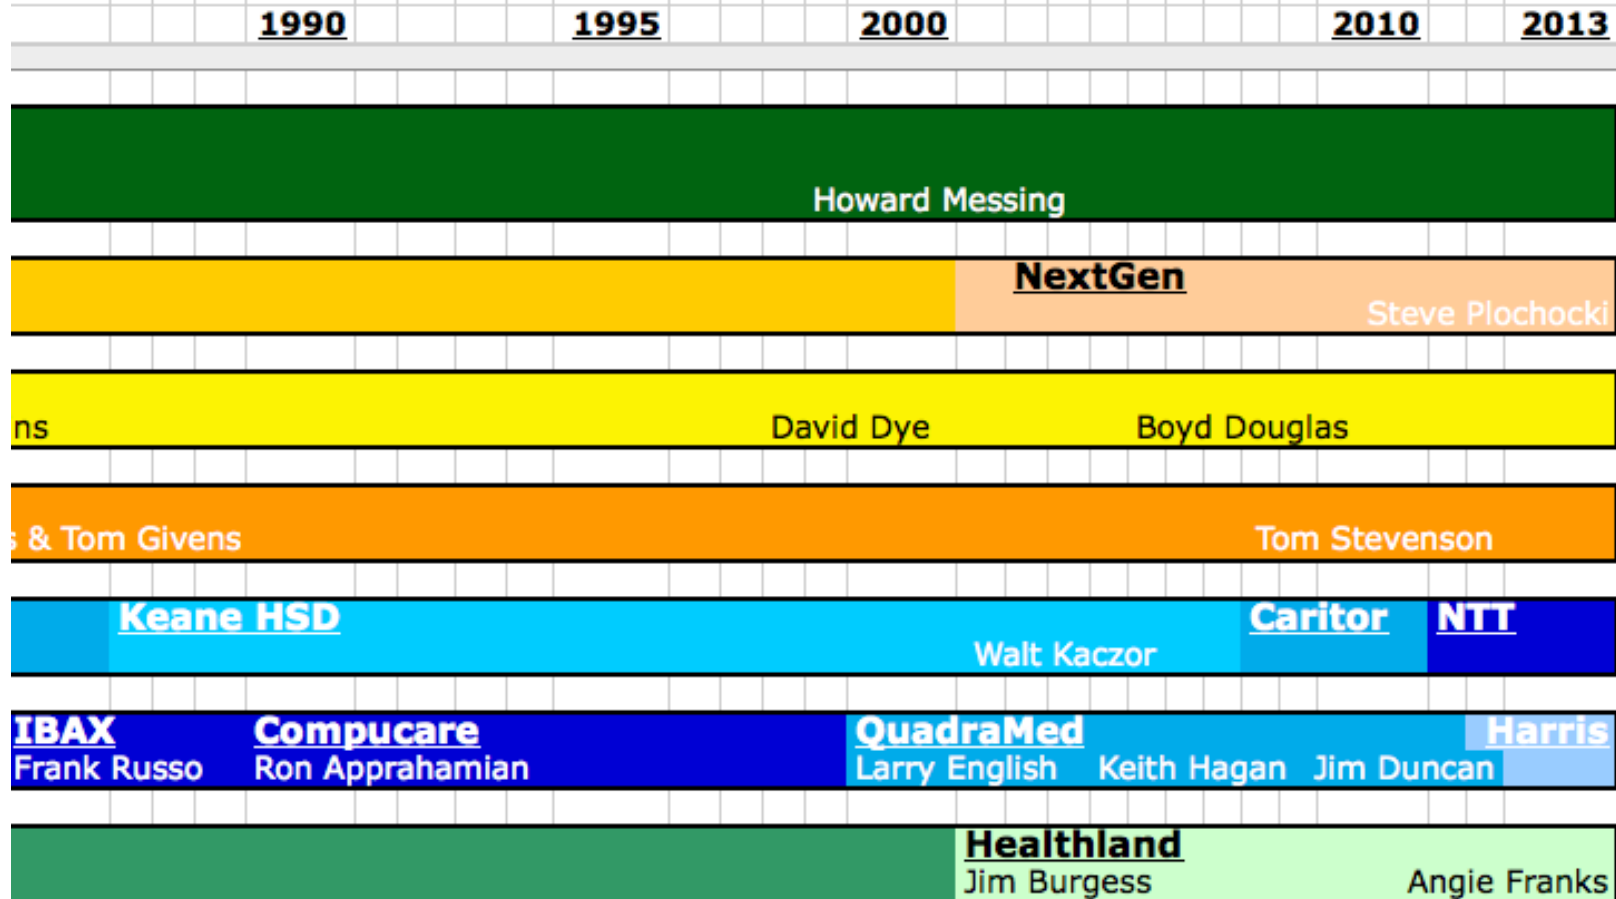 1990 1995 2000 2010 2013
Howard Messing
NextGen
Steve Plochocki
ns David Dye Boyd Douglas
s & Tom Givens Tom Stevenson
Keane HSD Caritor NTT
Walt Kaczor
IBAX Compucare QuadraMed Harris
Frank Russo Ron Apprahamian Larry English Keith Hagan Jim Duncan
Healthland
Jim Burgess Angie Franks